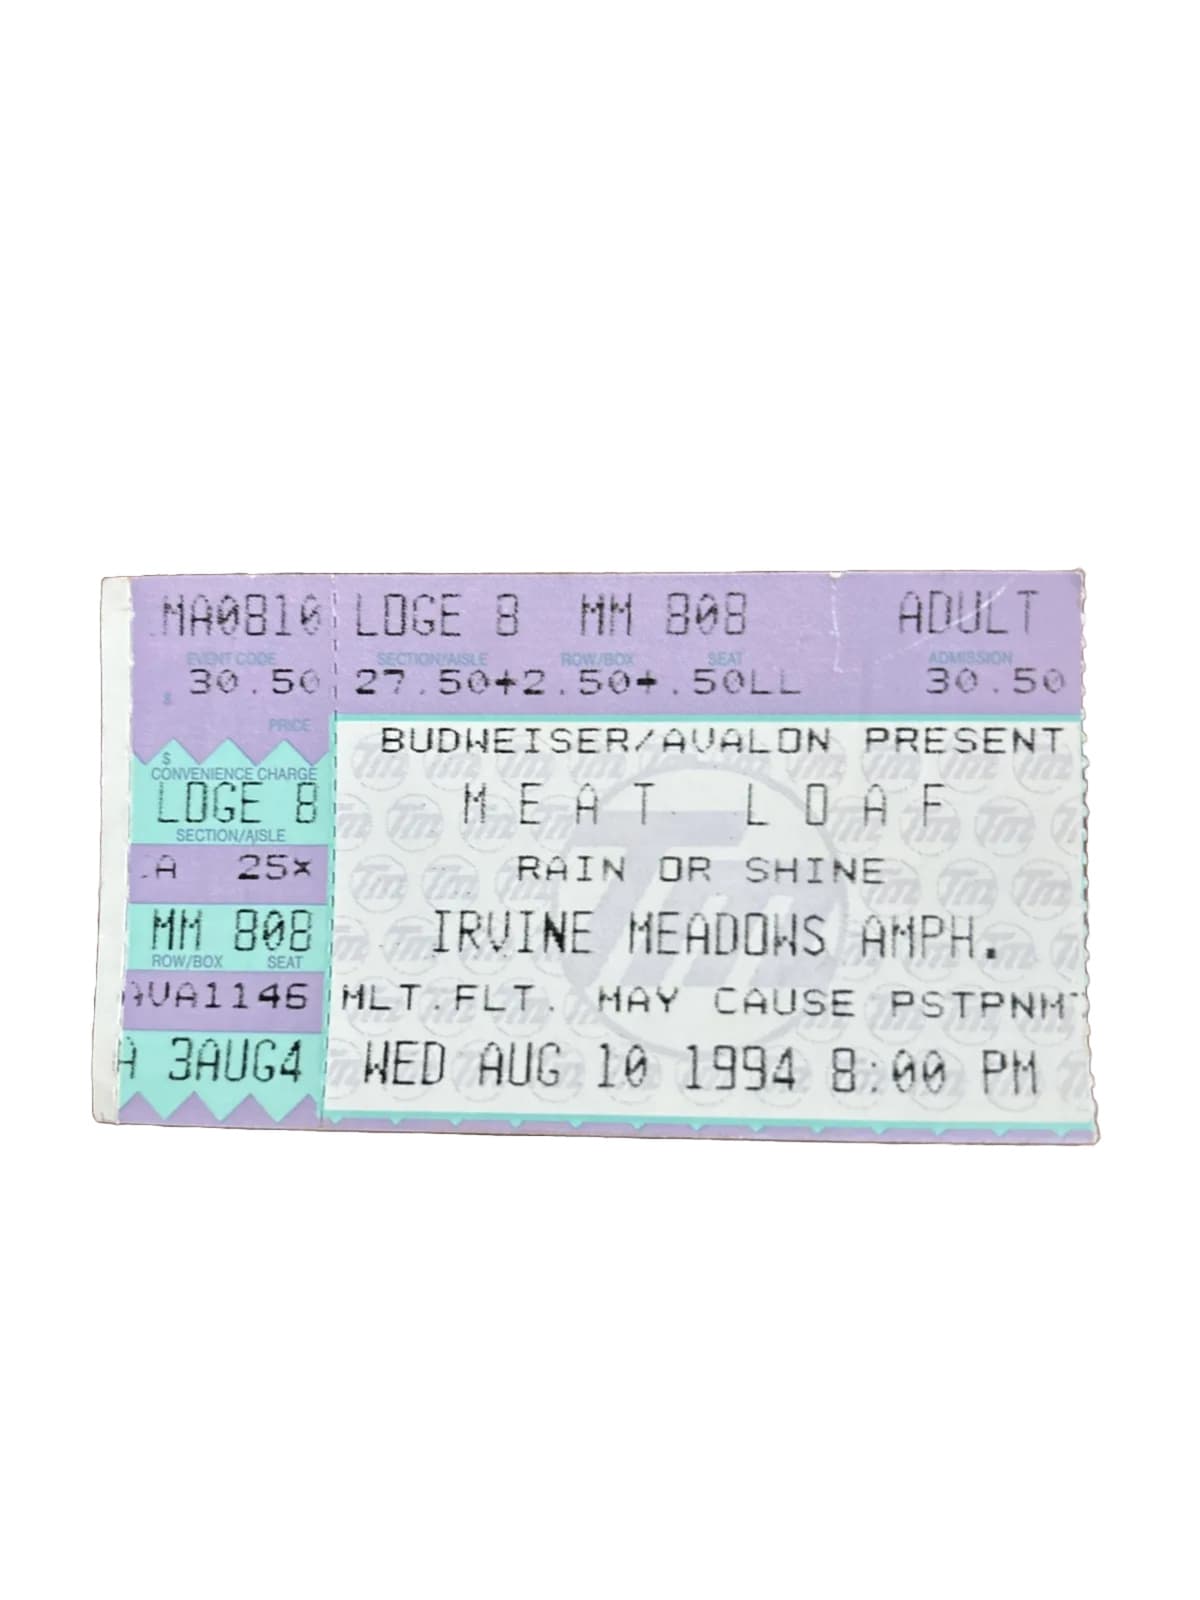 MA0810
EVENT CODE
$ 30.50
PRICE
$
CONVENIENCE CHARGE
LOGE 8
SECTION/AISLE
.A 25x
MM 808
ROW/BOX SEAT
AVA1146
A 3AUG4
LOGE 8 MM 808 ADULT
SECTION/AISLE ROW/BOX SEAT ADMISSION
27.50+2.50+.50LL 30.50
BUDWEISER/AVALON PRESENT
MEAT LOAF
RAIN OR SHINE
IRVINE MEADOWS AMPH.
MLT.FLT. MAY CAUSE PSTPNMT
WED AUG 10 1994 8:00 PM